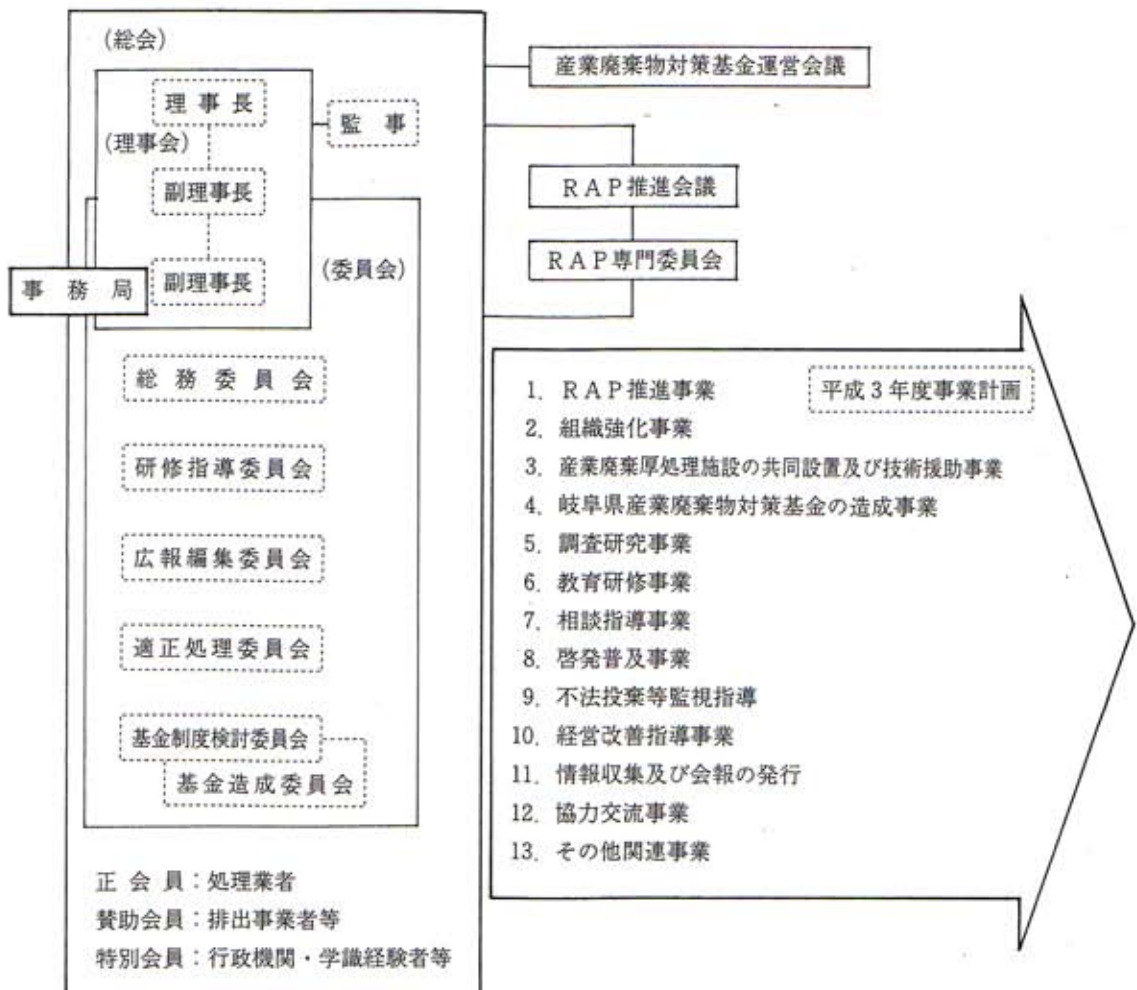 (総会)
理事長
(理事会)
監事
副理事長
副理事長
(委員会)
事務局
総務委員会
研修指導委員会
広報編集委員会
適正処理委員会
基金制度検討委員会
基金造成委員会
正会員：処理業者
賛助会員：排出事業者等
特別会員：行政機関・学識経験者等
産業廃棄物対策基金運営会議
RAP推進会議
RAP専門委員会
平成3年度事業計画
1. RAP推進事業
2. 組織強化事業
3. 産業廃棄厚処理施設の共同設置及び技術援助事業
4. 岐阜県産業廃棄物対策基金の造成事業
5. 調査研究事業
6. 教育研修事業
7. 相談指導事業
8. 啓発普及事業
9. 不法投棄等監視指導
10. 経営改善指導事業
11. 情報収集及び会報の発行
12. 協力交流事業
13. その他関連事業